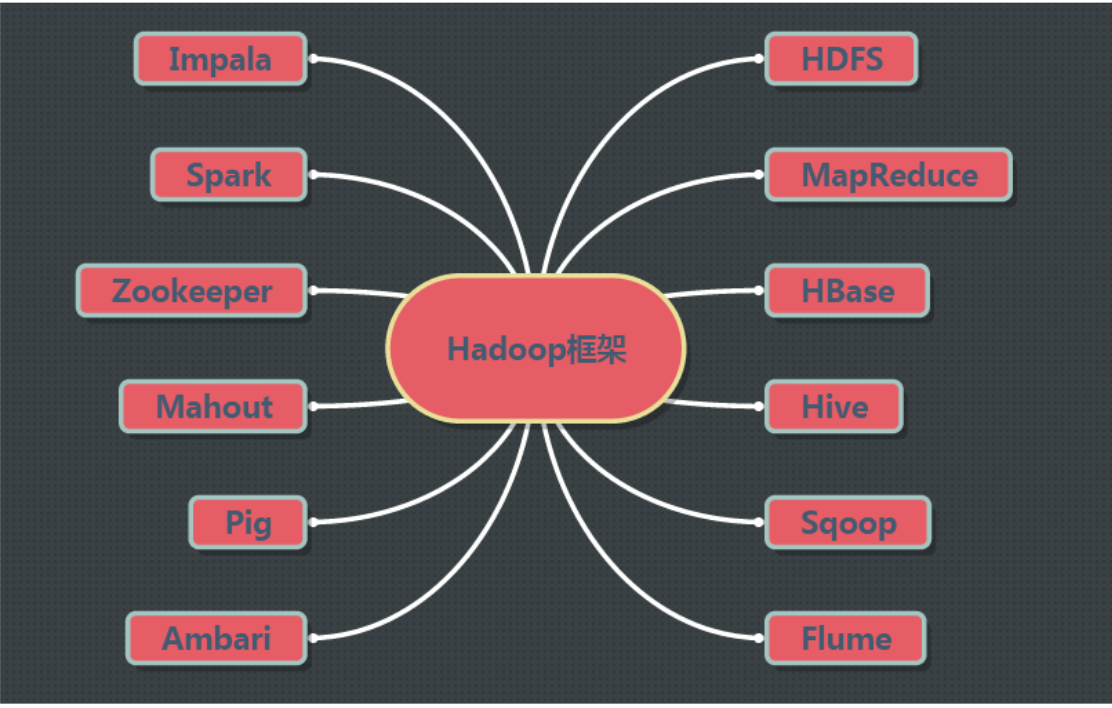 Impala
Spark
Zookeeper
Mahout
Pig
Ambari
Hadoop框架
HDFS
MapReduce
HBase
Hive
Sqoop
Flume